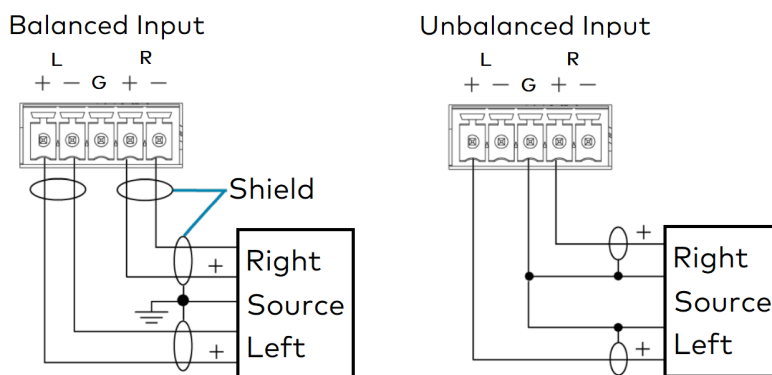 Balanced Input
L R
+ − G + −
Shield
+ Right
Source
+ Left
Unbalanced Input
L R
+ − G + −
+
Right
Source
+ Left